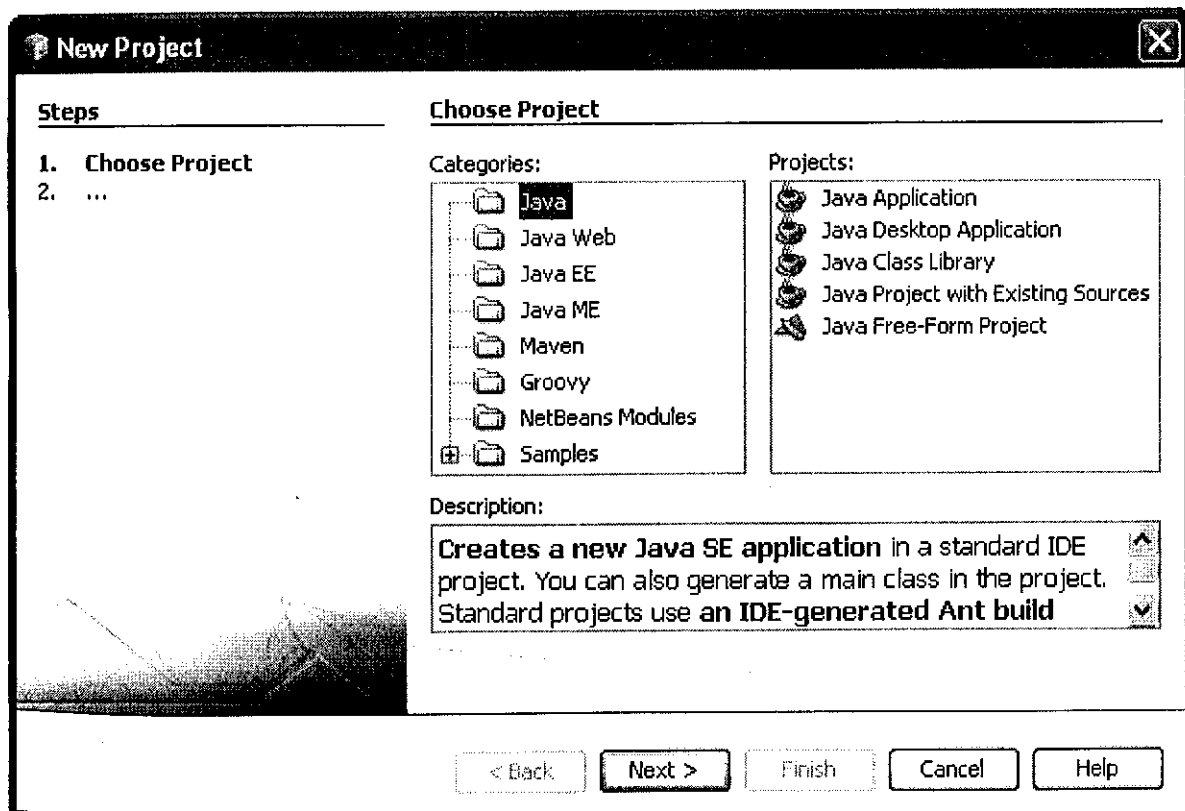 New Project
Steps
1. Choose Project
2. ...
Choose Project
Categories:
Java
Java Web
Java EE
Java ME
Maven
Groovy
NetBeans Modules
Samples
Projects:
Java Application
Java Desktop Application
Java Class Library
Java Project with Existing Sources
Java Free-Form Project
Description:
Creates a new Java SE application in a standard IDE
project. You can also generate a main class in the project.
Standard projects use an IDE-generated Ant build
< Back
Next >
Finish
Cancel
Help